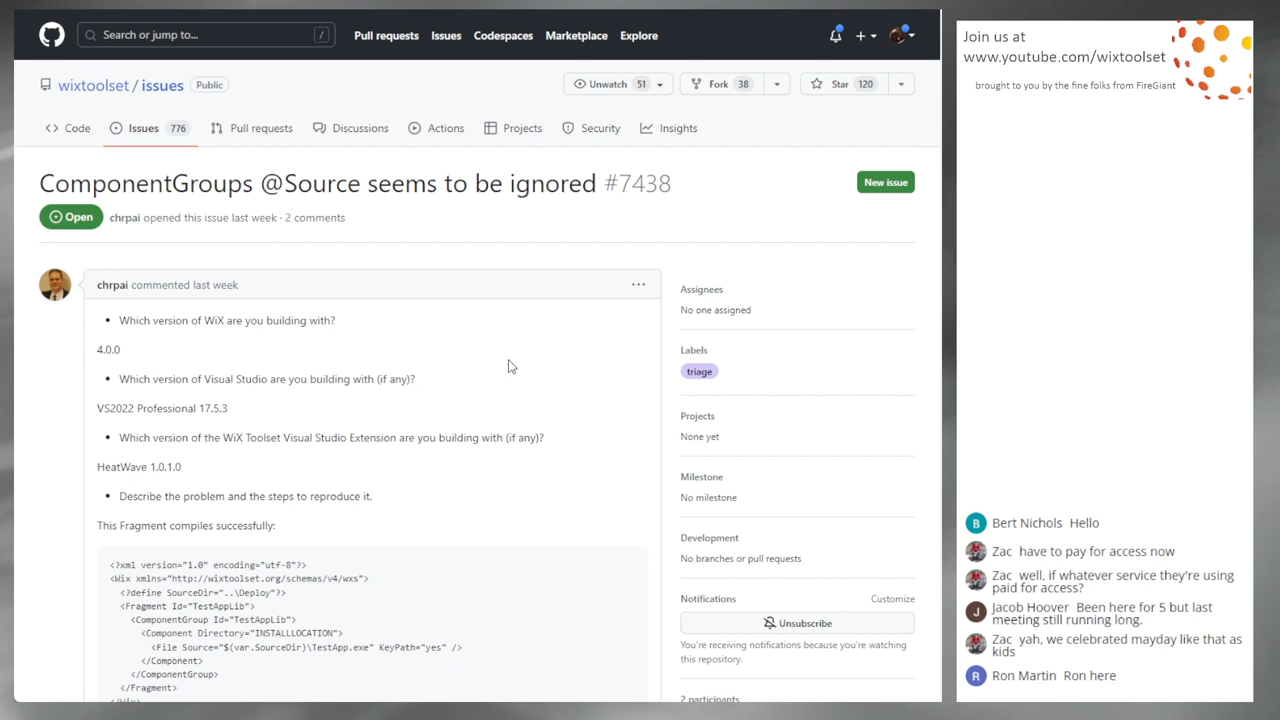 Search or jump to...
/
Pull requests
Issues
Codespaces
Marketplace
Explore
wixtoolset / issues
Public
Unwatch 51
Fork 38
Star 120
Code
Issues 776
Pull requests
Discussions
Actions
Projects
Security
Insights
ComponentGroups @Source seems to be ignored #7438
New issue
Open
chrpai opened this issue last week · 2 comments
chrpai commented last week
Which version of WiX are you building with?
4.0.0
Which version of Visual Studio are you building with (if any)?
VS2022 Professional 17.5.3
Which version of the WiX Toolset Visual Studio Extension are you building with (if any)?
HeatWave 1.0.1.0
Describe the problem and the steps to reproduce it.
This Fragment compiles successfully:
<?xml version="1.0" encoding="utf-8"?>
<Wix xmlns="http://wixtoolset.org/schemas/v4/wxs">
<?define SourceDir="..\Deploy"?>
<Fragment Id="TestAppLib">
<ComponentGroup Id="TestAppLib">
<Component Directory="INSTALLLOCATION">
<File Source="$(var.SourceDir)\TestApp.exe" KeyPath="yes" />
</Component>
</ComponentGroup>
</Fragment>
</Wix>
Assignees
No one assigned
Labels
triage
Projects
None yet
Milestone
No milestone
Development
No branches or pull requests
Notifications
Customize
Unsubscribe
You're receiving notifications because you're watching
this repository.
2 participants
Join us at
www.youtube.com/wixtoolset
brought to you by the fine folks from FireGiant
B Bert Nichols Hello
Zac have to pay for access now
Zac well, if whatever service they're using
paid for access?
J Jacob Hoover Been here for 5 but last
meeting still running long.
Zac yah, we celebrated mayday like that as
kids
R Ron Martin Ron here